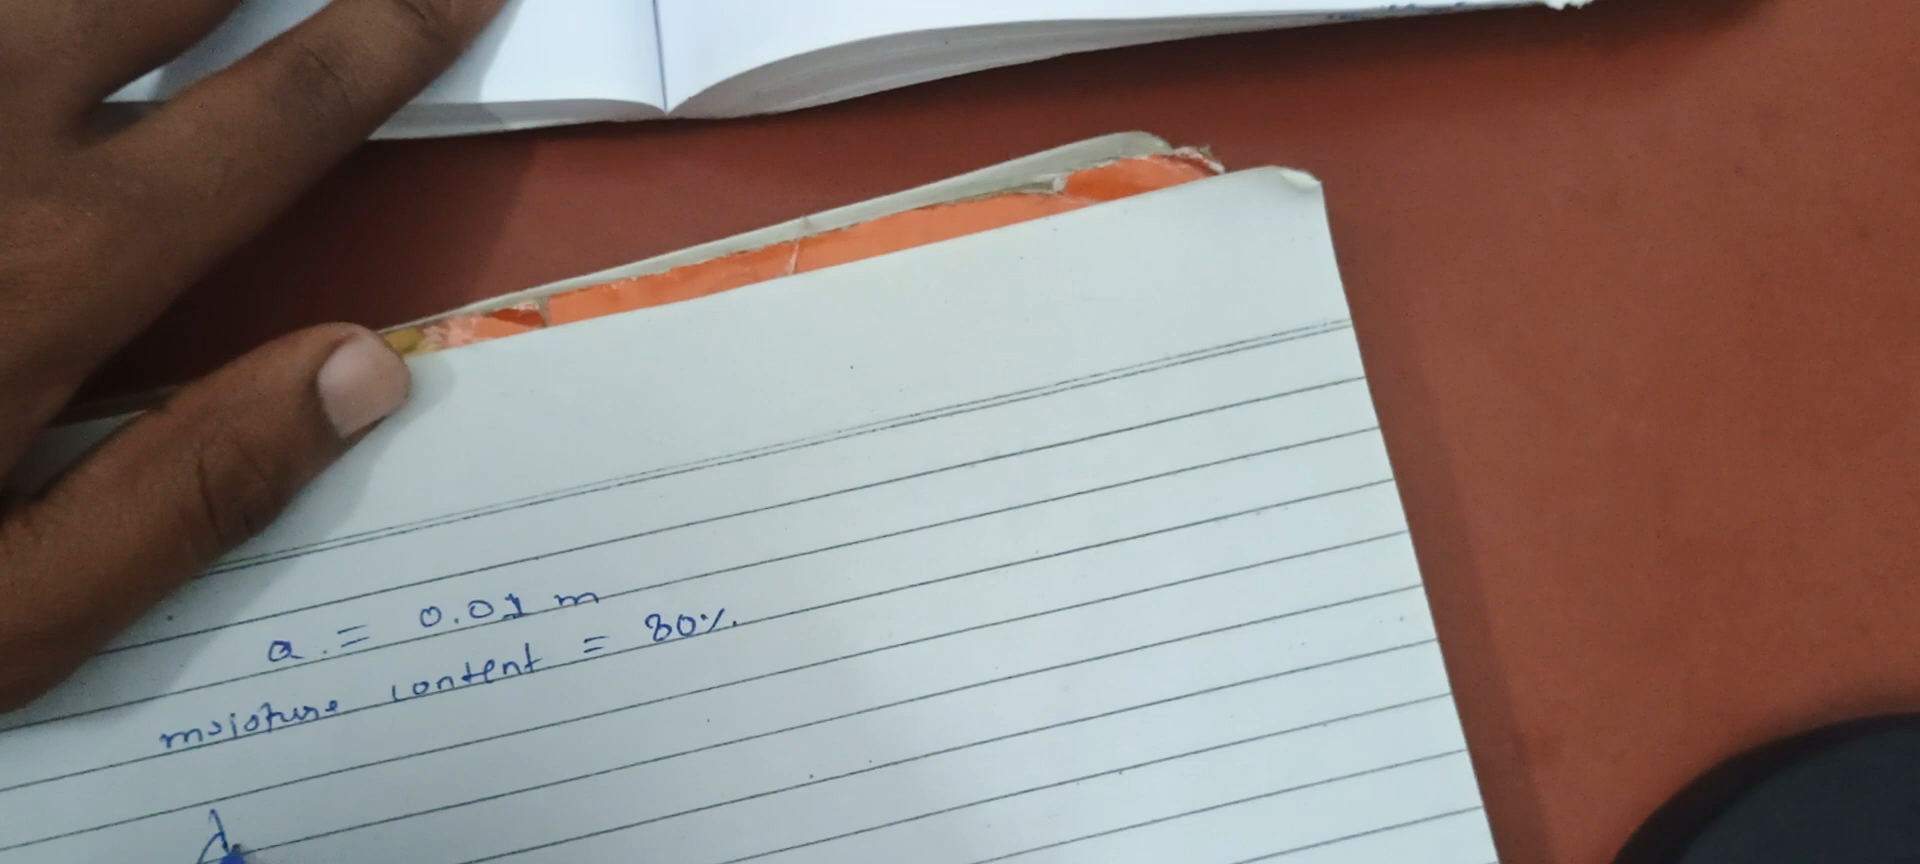 a. = 0.01 m
moisture content = 80%.